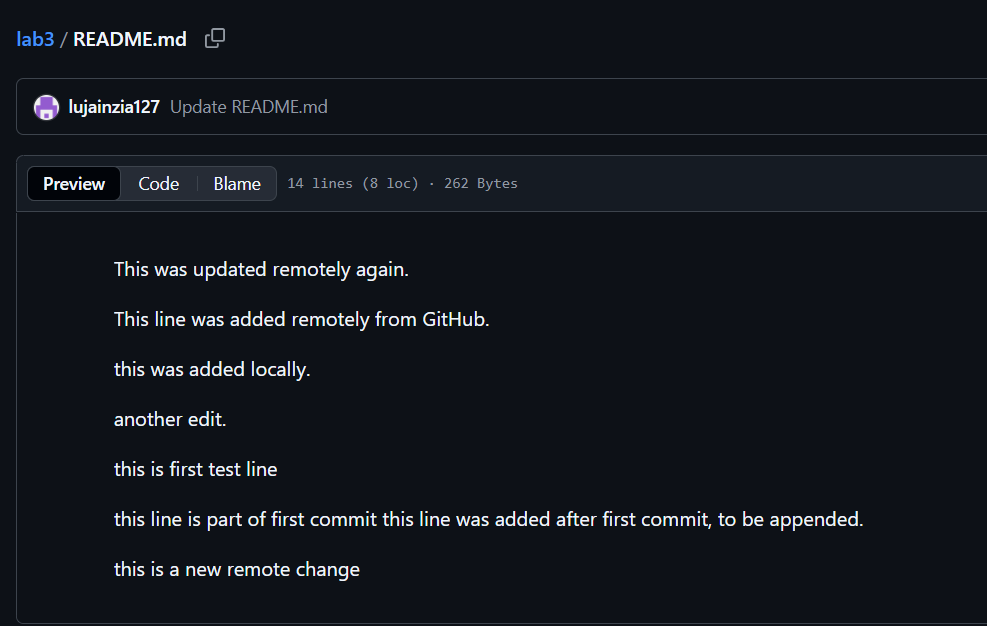 lab3 / README.md
lujainzia127 Update README.md
Preview Code Blame 14 lines (8 loc) · 262 Bytes
This was updated remotely again.
This line was added remotely from GitHub.
this was added locally.
another edit.
this is first test line
this line is part of first commit this line was added after first commit, to be appended.
this is a new remote change